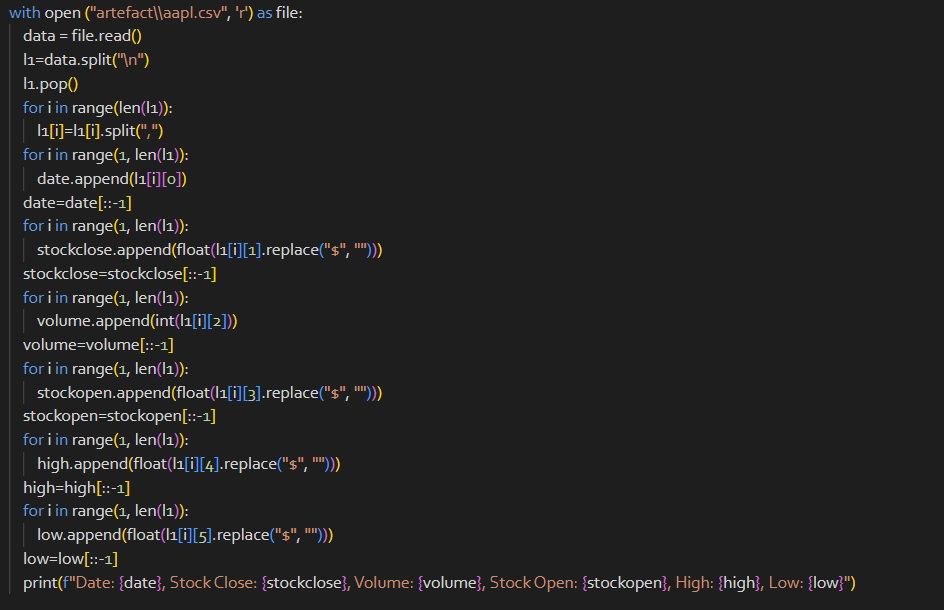 with open ("artefact\\aapl.csv", 'r') as file:
data = file.read()
l1=data.split("\n")
l1.pop()
for i in range(len(l1)):
l1[i]=l1[i].split(",")
for i in range(1, len(l1)):
date.append(l1[i][0])
date=date[::-1]
for i in range(1, len(l1)):
stockclose.append(float(l1[i][1].replace("$", "")))
stockclose=stockclose[::-1]
for i in range(1, len(l1)):
volume.append(int(l1[i][2]))
volume=volume[::-1]
for i in range(1, len(l1)):
stockopen.append(float(l1[i][3].replace("$", "")))
stockopen=stockopen[::-1]
for i in range(1, len(l1)):
high.append(float(l1[i][4].replace("$", "")))
high=high[::-1]
for i in range(1, len(l1)):
low.append(float(l1[i][5].replace("$", "")))
low=low[::-1]
print(f"Date: {date}, Stock Close: {stockclose}, Volume: {volume}, Stock Open: {stockopen}, High: {high}, Low: {low}")